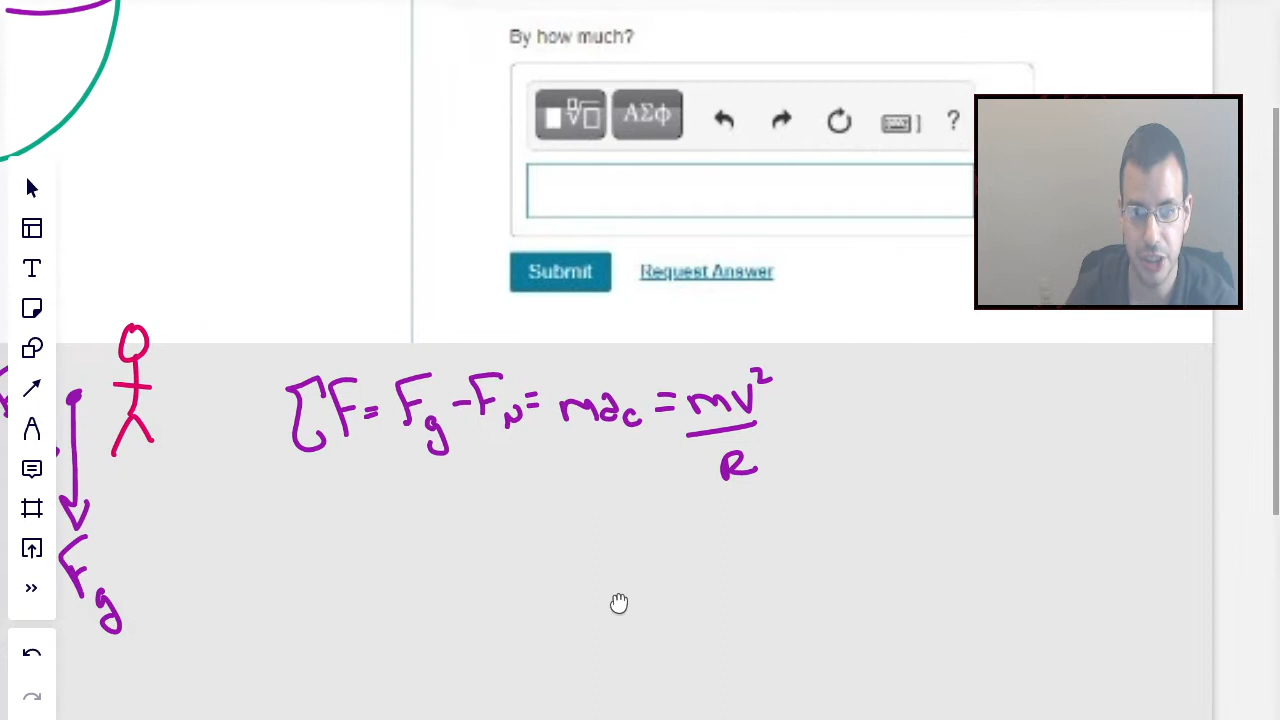 By how much?
ΑΣφ
?
Submit
Request Answer
T
ΣF = Fg - FN = mac = mv²
R
Fg